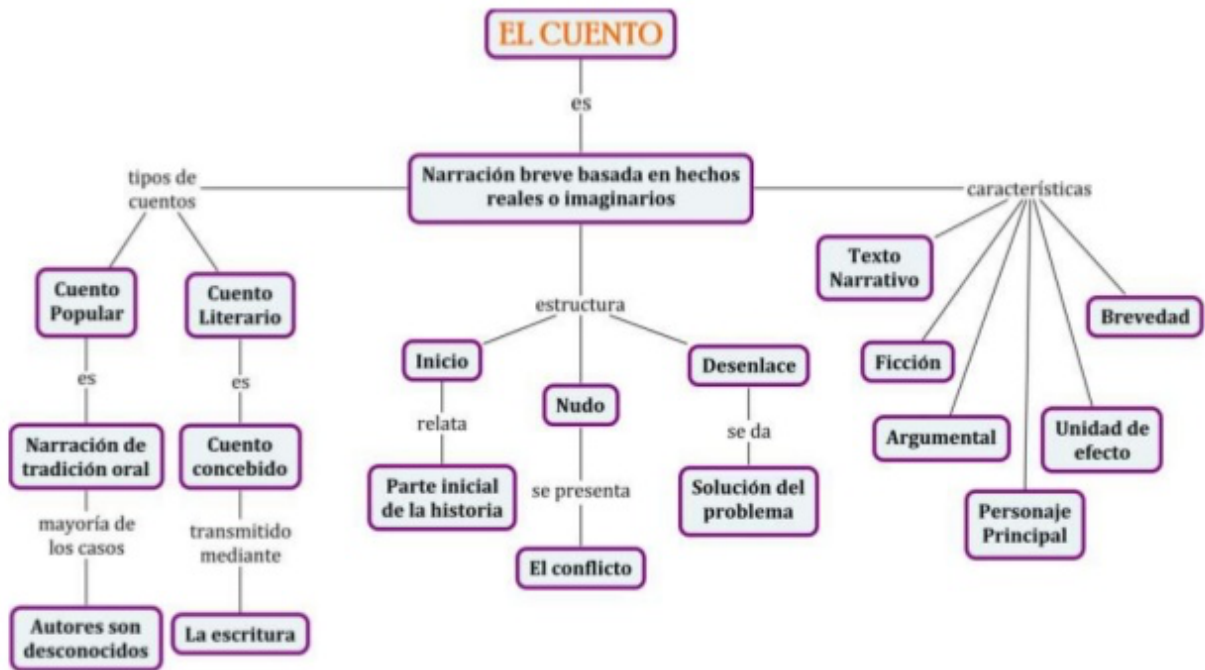 EL CUENTO
es
Narración breve basada en hechos
reales o imaginarios
tipos de
cuentos
Cuento
Popular
es
Narración de
tradición oral
mayoría de
los casos
Autores son
desconocidos
Cuento
Literario
es
Cuento
concebido
transmitido
mediante
La escritura
estructura
Inicio
relata
Parte inicial
de la historia
Nudo
se presenta
El conflicto
Desenlace
se da
Solución del
problema
características
Texto
Narrativo
Ficción
Argumental
Personaje
Principal
Unidad de
efecto
Brevedad